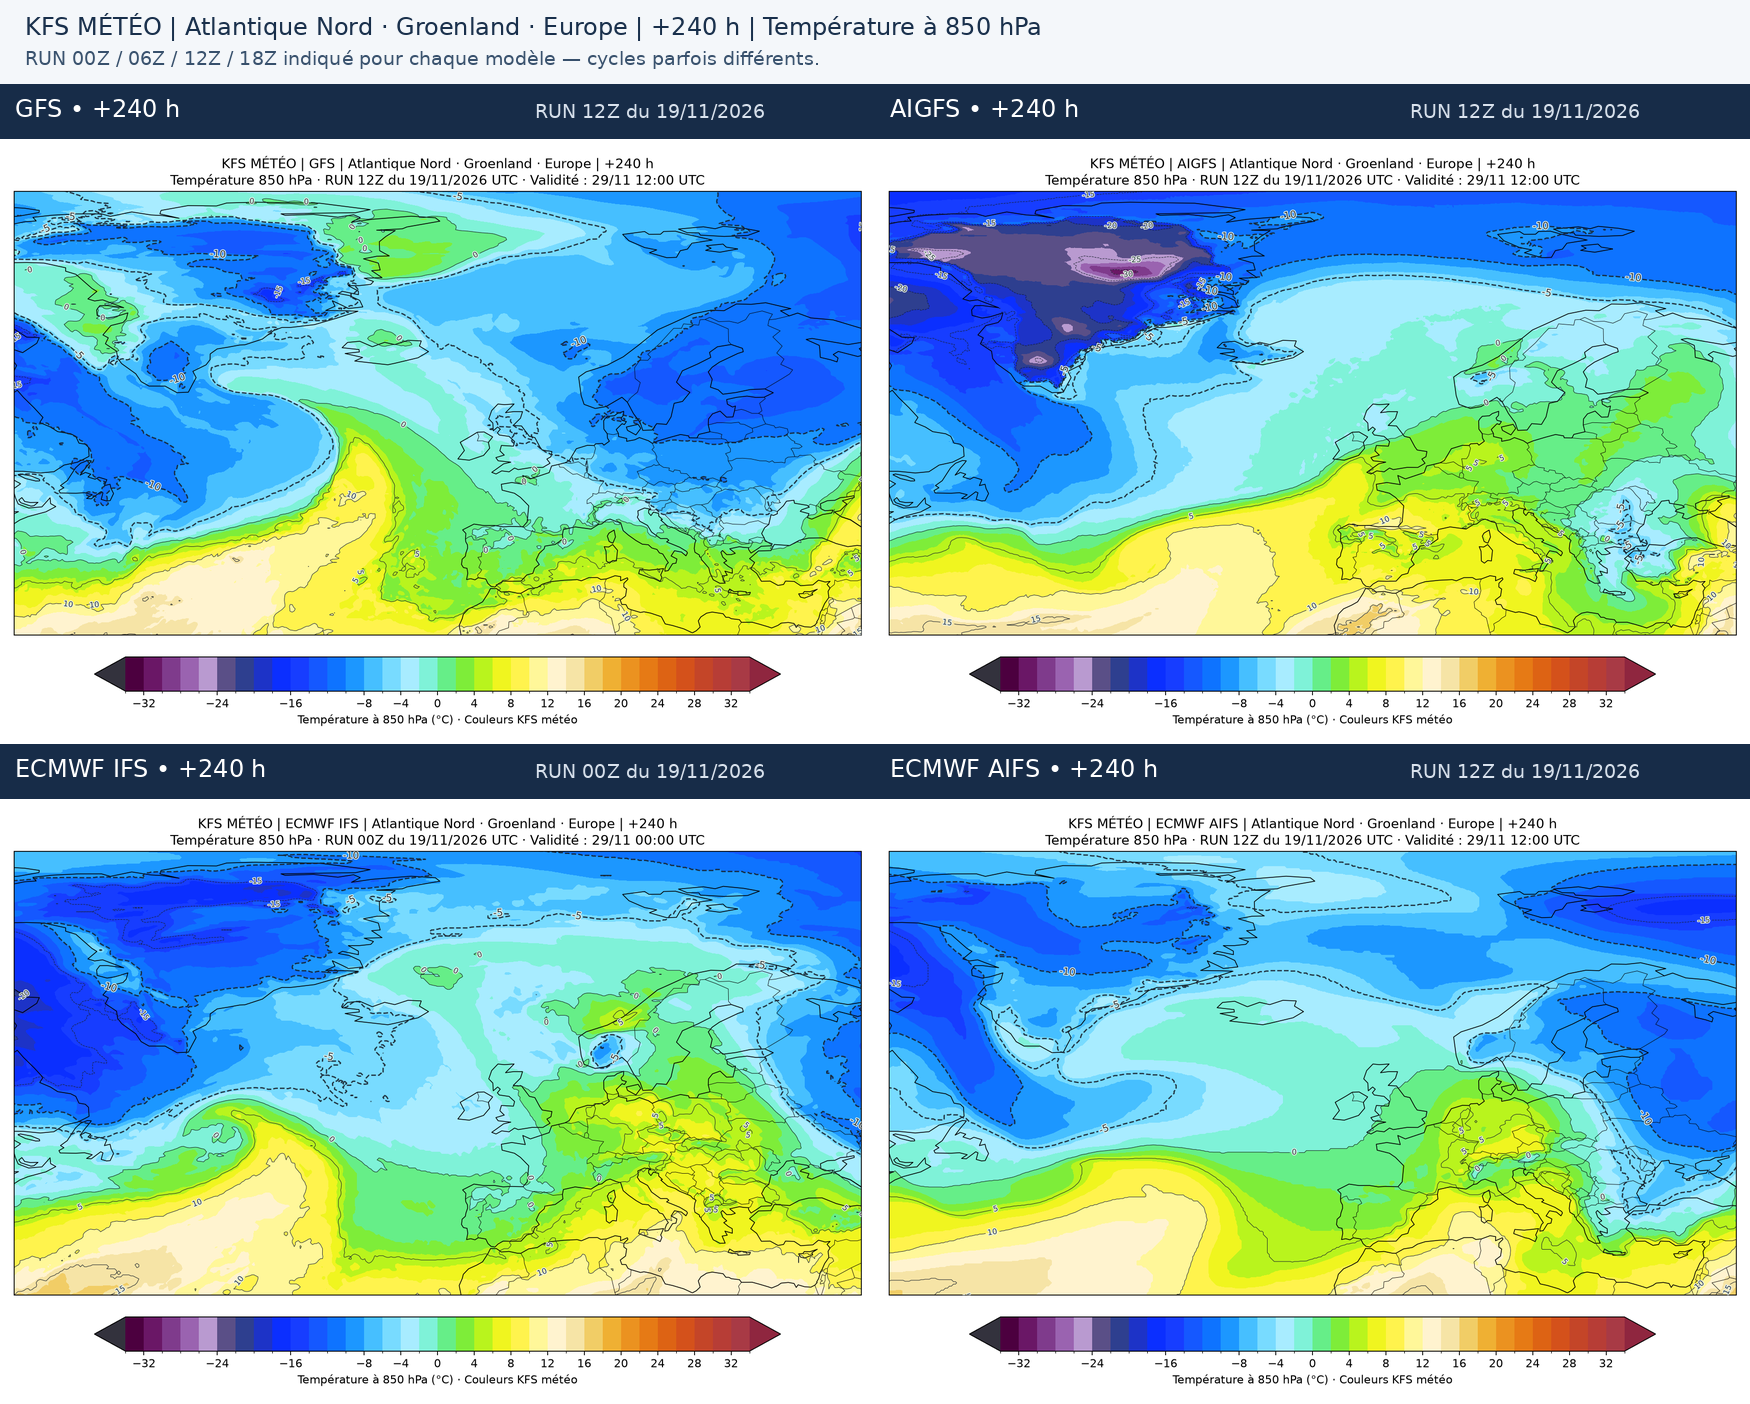 KFS MÉTÉO | Atlantique Nord · Groenland · Europe | +240 h | Température à 850 hPa
RUN 00Z / 06Z / 12Z / 18Z indiqué pour chaque modèle — cycles parfois différents.
GFS • +240 h
RUN 12Z du 19/11/2026
AIGFS • +240 h
RUN 12Z du 19/11/2026
KFS MÉTÉO | GFS | Atlantique Nord · Groenland · Europe | +240 h
Température 850 hPa · RUN 12Z du 19/11/2026 UTC · Validité : 29/11 12:00 UTC
KFS MÉTÉO | AIGFS | Atlantique Nord · Groenland · Europe | +240 h
Température 850 hPa · RUN 12Z du 19/11/2026 UTC · Validité : 29/11 12:00 UTC
−32 −24 −16 −8 −4 0 4 8 12 16 20 24 28 32
Température à 850 hPa (°C) · Couleurs KFS météo
−32 −24 −16 −8 −4 0 4 8 12 16 20 24 28 32
Température à 850 hPa (°C) · Couleurs KFS météo
ECMWF IFS • +240 h
RUN 00Z du 19/11/2026
ECMWF AIFS • +240 h
RUN 12Z du 19/11/2026
KFS MÉTÉO | ECMWF IFS | Atlantique Nord · Groenland · Europe | +240 h
Température 850 hPa · RUN 00Z du 19/11/2026 UTC · Validité : 29/11 00:00 UTC
KFS MÉTÉO | ECMWF AIFS | Atlantique Nord · Groenland · Europe | +240 h
Température 850 hPa · RUN 12Z du 19/11/2026 UTC · Validité : 29/11 12:00 UTC
−32 −24 −16 −8 −4 0 4 8 12 16 20 24 28 32
Température à 850 hPa (°C) · Couleurs KFS météo
−32 −24 −16 −8 −4 0 4 8 12 16 20 24 28 32
Température à 850 hPa (°C) · Couleurs KFS météo